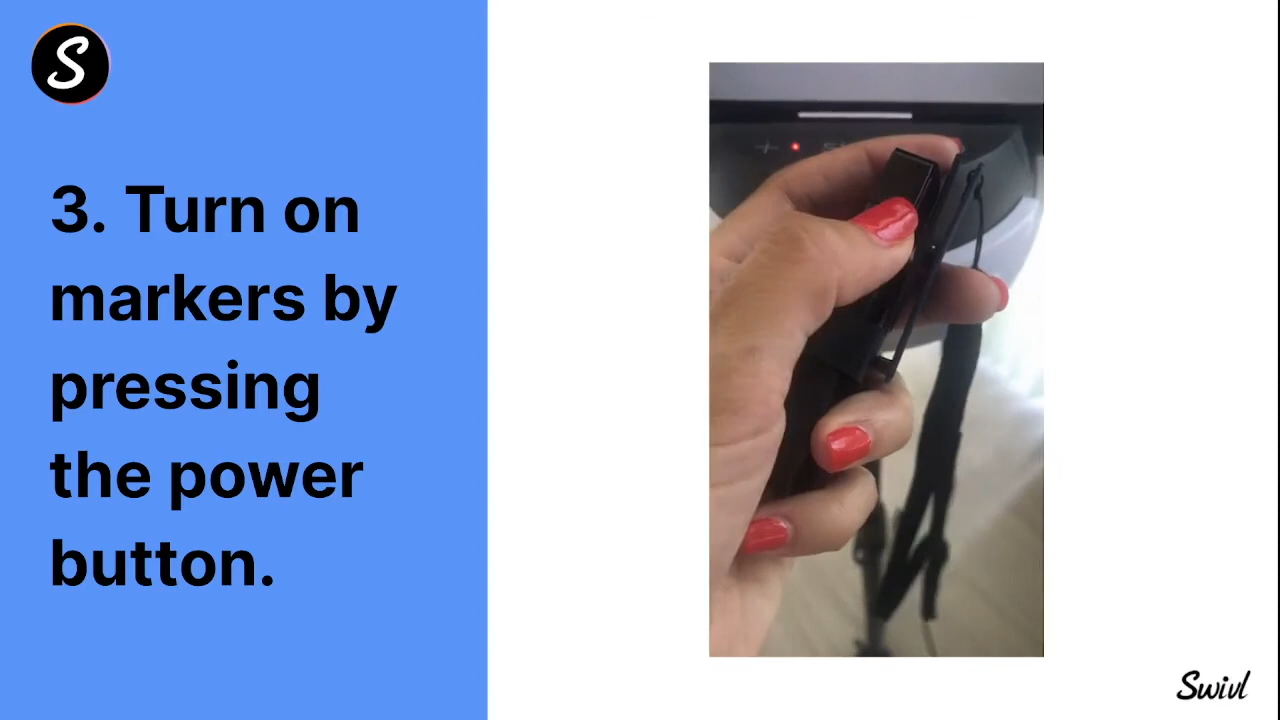 S
3. Turn on
markers by
pressing
the power
button.
Swivl